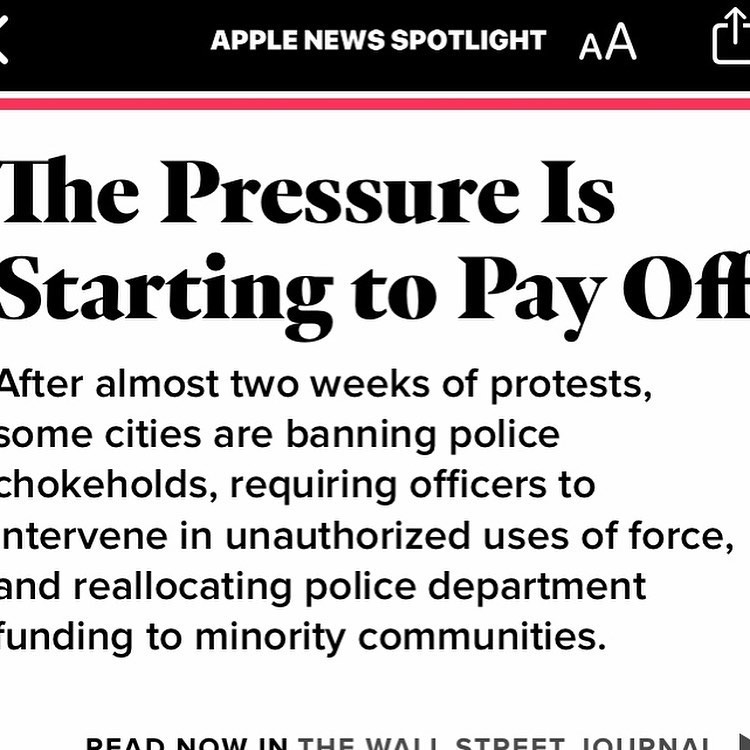 APPLE NEWS SPOTLIGHT AA
The Pressure Is
Starting to Pay Off
After almost two weeks of protests,
some cities are banning police
chokeholds, requiring officers to
intervene in unauthorized uses of force,
and reallocating police department
funding to minority communities.
READ NOW IN THE WALL STREET JOURNAL